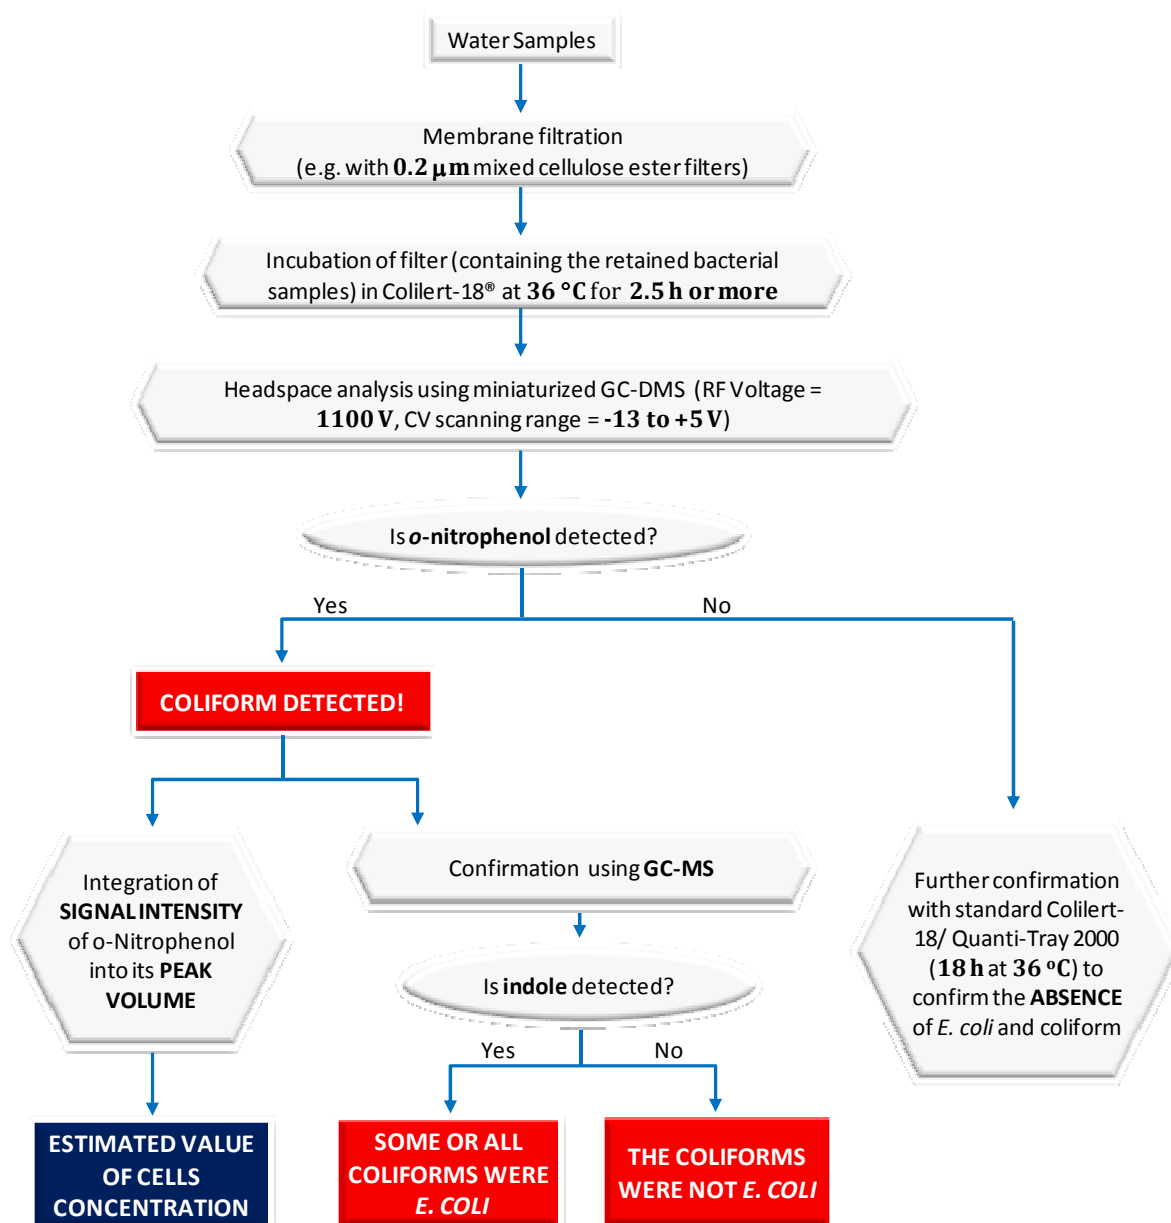 Water Samples
Membrane filtration
(e.g. with 0.2 μm mixed cellulose ester filters)
Incubation of filter (containing the retained bacterial
samples) in Colilert-18® at 36 °C for 2.5 h or more
Headspace analysis using miniaturized GC-DMS (RF Voltage =
1100 V, CV scanning range = -13 to +5 V)
Is o-nitrophenol detected?
Yes
No
COLIFORM DETECTED!
Integration of
SIGNAL INTENSITY
of o-Nitrophenol
into its PEAK
VOLUME
Confirmation using GC-MS
Further confirmation
with standard Colilert-
18/ Quanti-Tray 2000
(18 h at 36 °C) to
confirm the ABSENCE
of E. coli and coliform
Is indole detected?
Yes
No
ESTIMATED VALUE
OF CELLS
CONCENTRATION
SOME OR ALL
COLIFORMS WERE
E. COLI
THE COLIFORMS
WERE NOT E. COLI